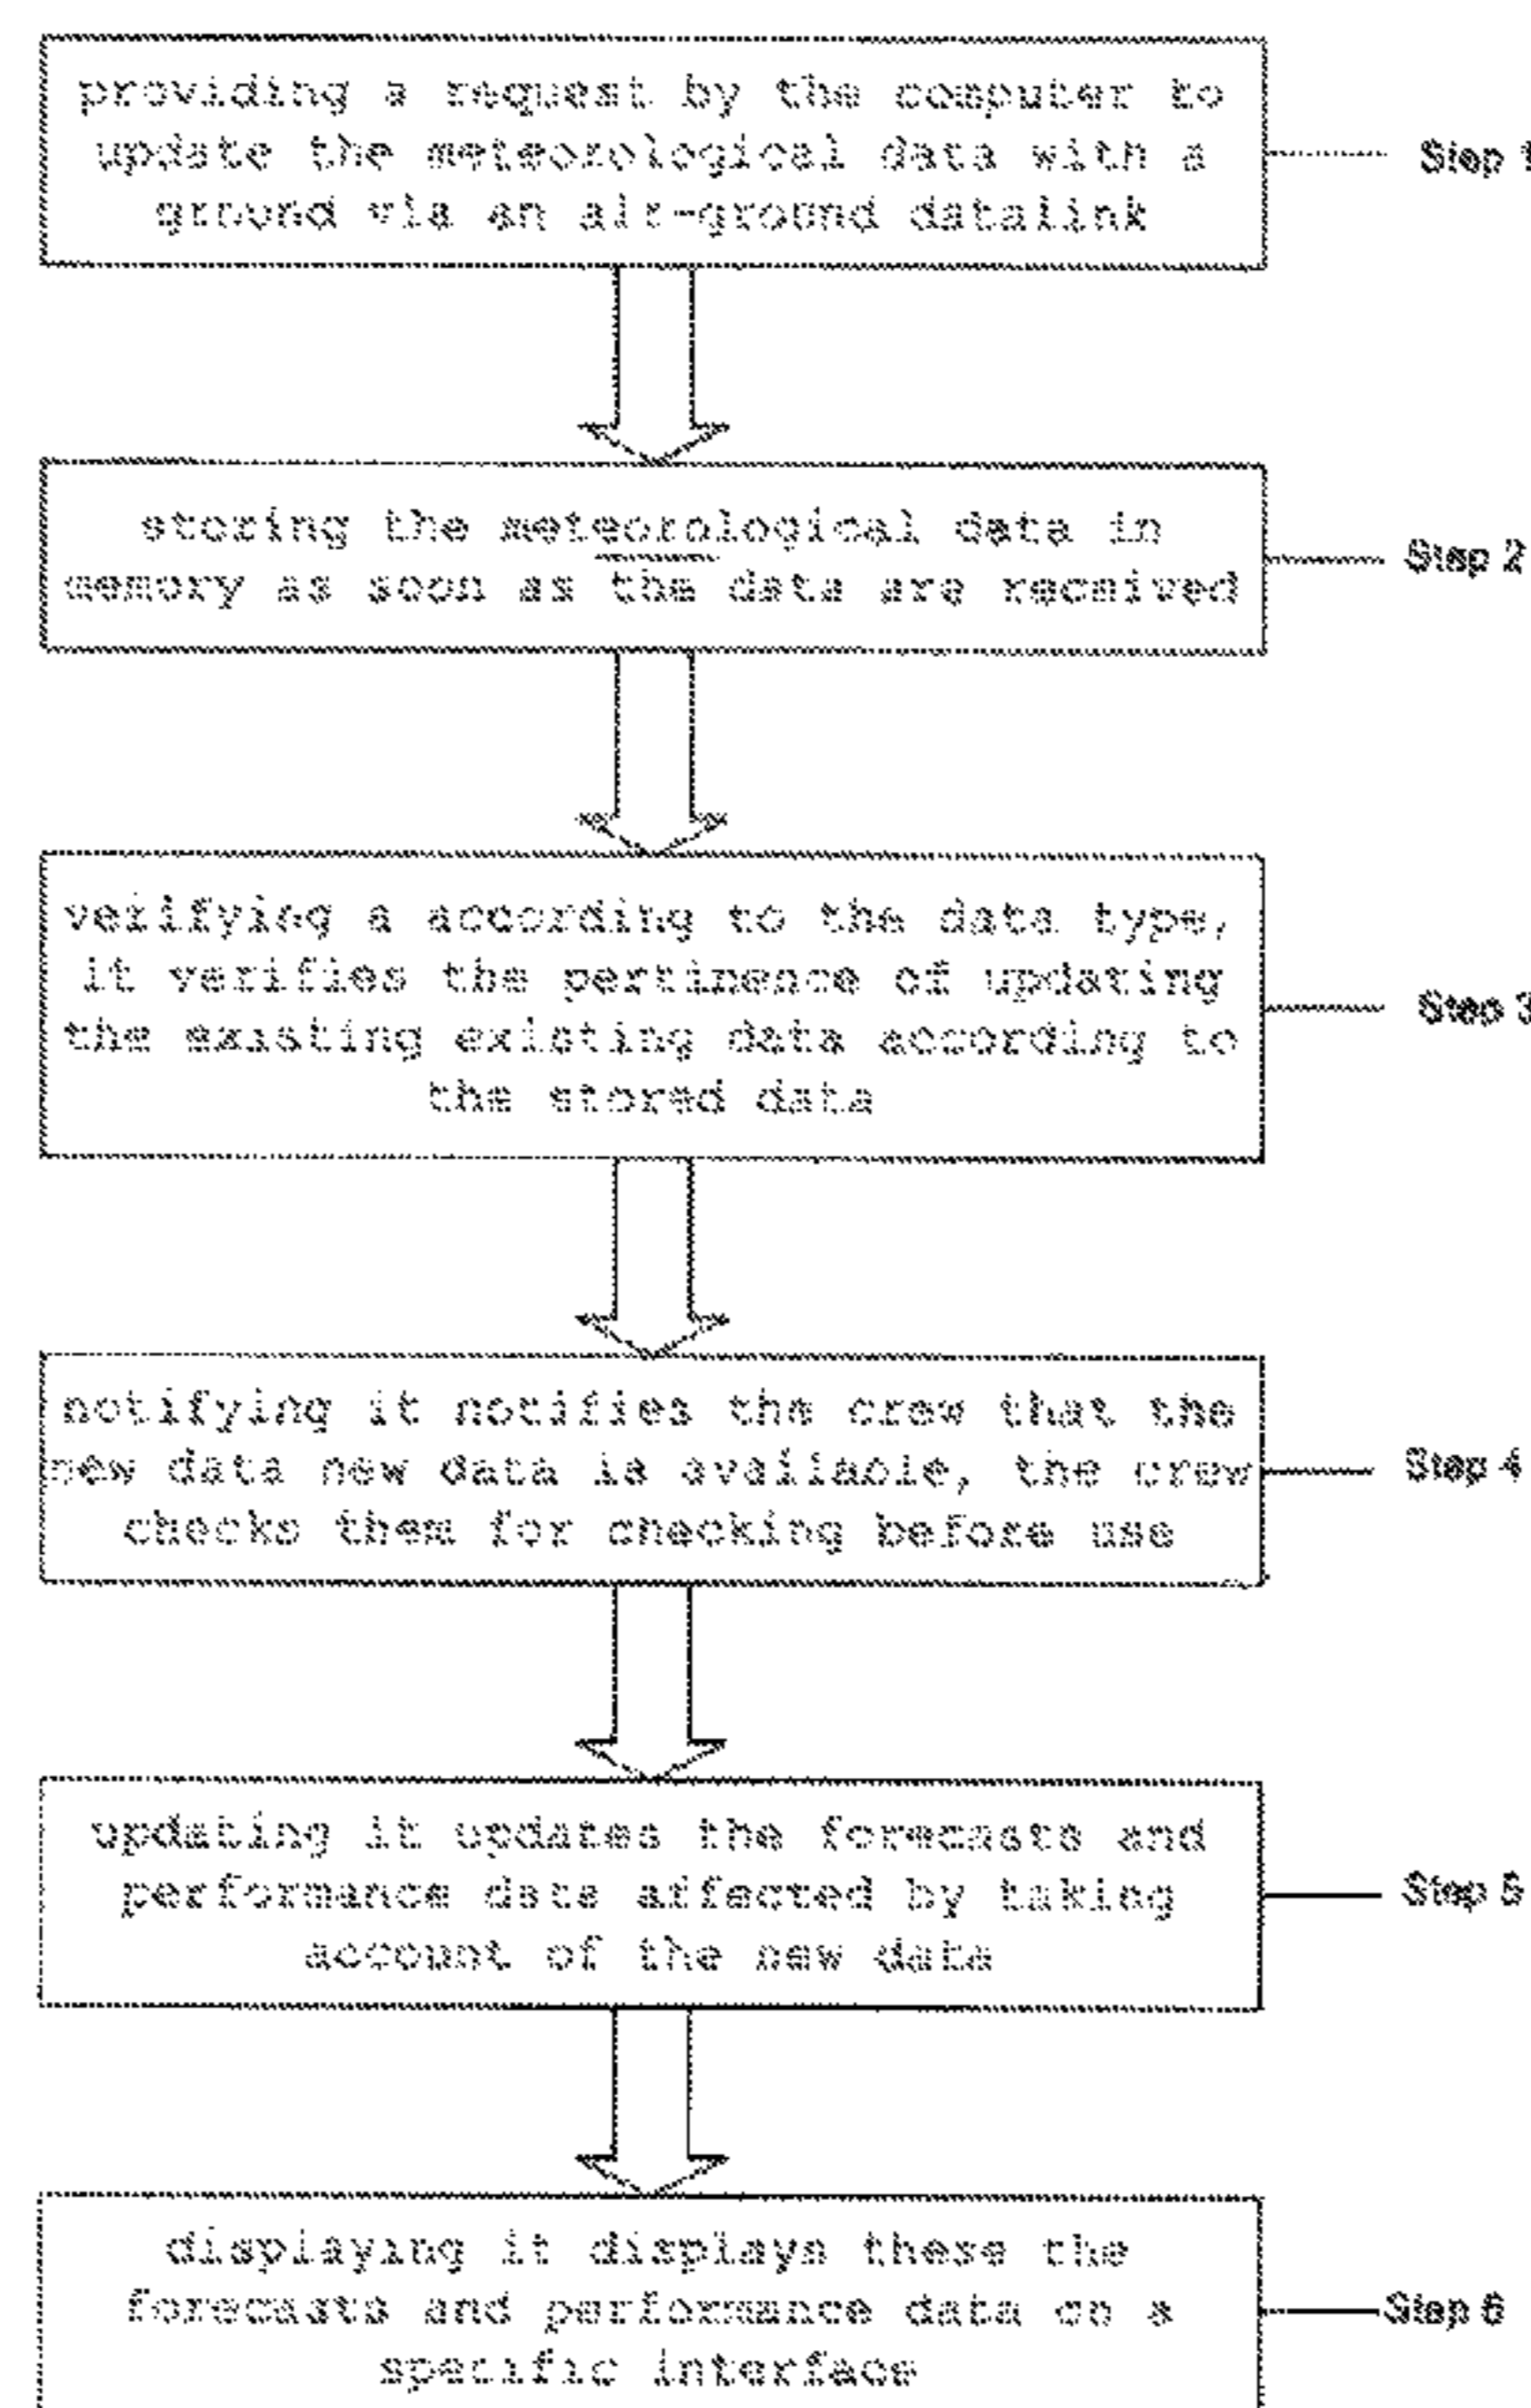 providing a request by the computer to
update the meteorological data with a
ground via an air-ground datalink
Step 1
storing the meteorological data in
memory as soon as the data are received
Step 2
verifying a according to the data type,
it verifies the pertinence of updating
the existing existing data according to
the stored data
Step 3
notifying it notifies the crew that the
new data new data is available, the crew
checks them for checking before use
Step 4
updating it updates the forecasts and
performance data affected by taking
account of the new data
Step 5
displaying it displays these the
forecasts and performance data on a
specific interface
Step 6